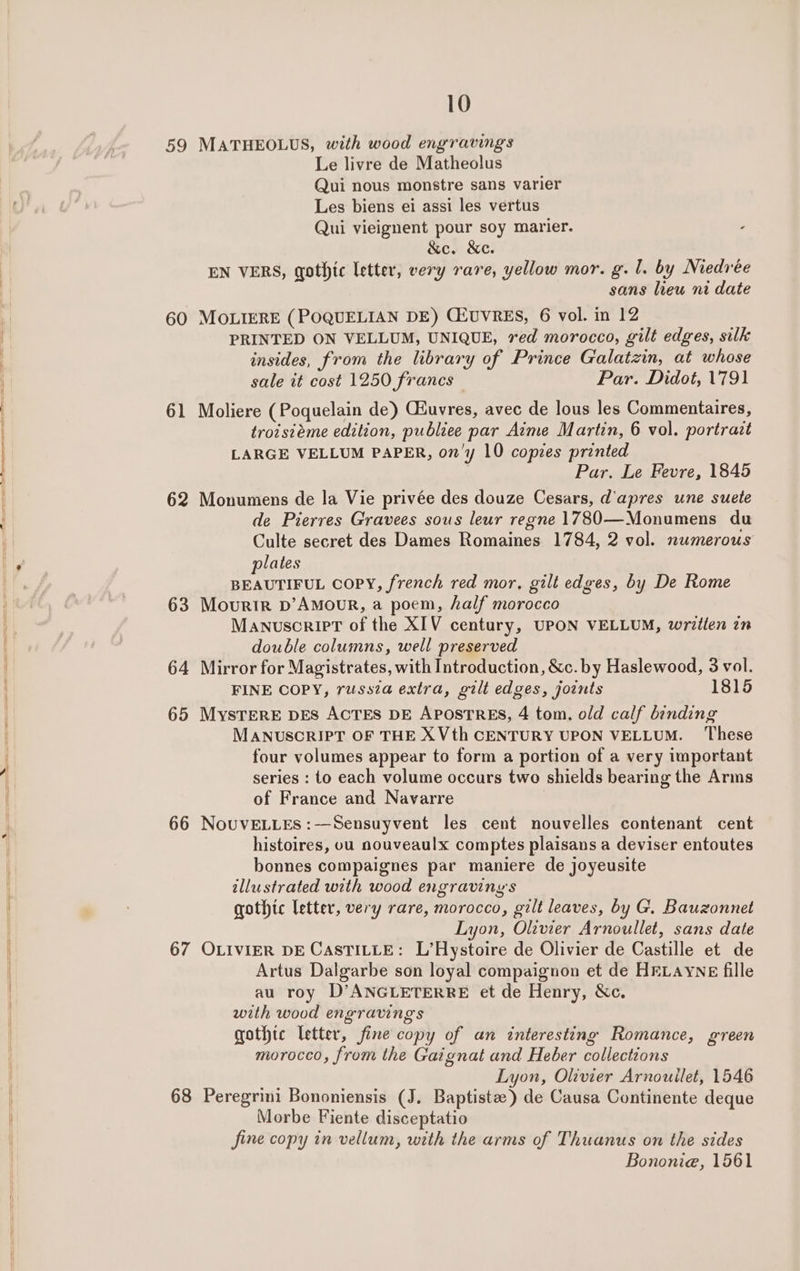 10
59 MATHEOLUS, with wood engravings
Le livre de Matheolus
Qui nous monstre sans varier
Les biens ei assi les vertus
Qui vieignent pour soy marier.
&c. &c.
EN VERS, gothic letter, very rare, yellow mor. g. l. by Niedrée
sans lieu ni date
60 MOLIERE (POQUELIAN DE) ŒUVRES, 6 vol. in 12
PRINTED ON VELLUM, UNIQUE, red morocco, gilt edges, silk
insides, from the library of Prince Galatzin, at whose
sale it cost 1250 francs Par. Didot, 1791
61 Moliere (Poquelain de) Œuvres, avec de lous les Commentaires,
troisième edition, publiee par Aime Martin, 6 vol. portrait
LARGE VELLUM PAPER, on'y 10 copies printed
Par. Le Fevre, 1845
62 Monumens de la Vie privée des douze Cesars, d'apres une suete
de Pierres Gravees sous leur regne 1780—Monumens du
Culte secret des Dames Romaines 1784, 2 vol. numerous
plates
BEAUTIFUL COPY, french red mor. gilt edges, by De Rome
63 MOURIR D'AMOUR, a poem, half morocco
MANUSCRIPT of the XIV century, UPON VELLUM, written in
double columns, well preserved
64 Mirror for Magistrates, with Introduction, &c. by Haslewood, 3 vol.
FINE COPY, russia extra, gilt edges, joints 1815
65 MYSTERE DES ACTES DE APOSTRES, 4 tom. old calf binding
MANUSCRIPT OF THE XVth CENTURY UPON VELLUM. These
four volumes appear to form a portion of a very important
series : to each volume occurs two shields bearing the Arms
of France and Navarre
66 NOUVELLES :—Sensuyvent les cent nouvelles contenant cent
histoires, ou nouveaulx comptes plaisans a deviser entoutes
bonnes compaignes par maniere de joyeusite
illustrated with wood engravings
gothic letter, very rare, morocco, gilt leaves, by G. Bauzonnet
Lyon, Olivier Arnoullet, sans date
67 OLIVIER DE CASTILLE: L'Hystoire de Olivier de Castille et de
Artus Dalgarbe son loyal compaignon et de HELAYNE fille
au roy D'ANGLETERRE et de Henry, &c.
with wood engravings
gothic letter, fine copy of an interesting Romance, green
morocco, from the Gaignat and Heber collections
Lyon, Olivier Arnouilet, 1546
68 Peregrini Bononiensis (J. Baptistæ) de Causa Continente deque
Morbe Fiente disceptatio
fine copy in vellum, with the arms of Thuanus on the sides
Bononiæ, 1561